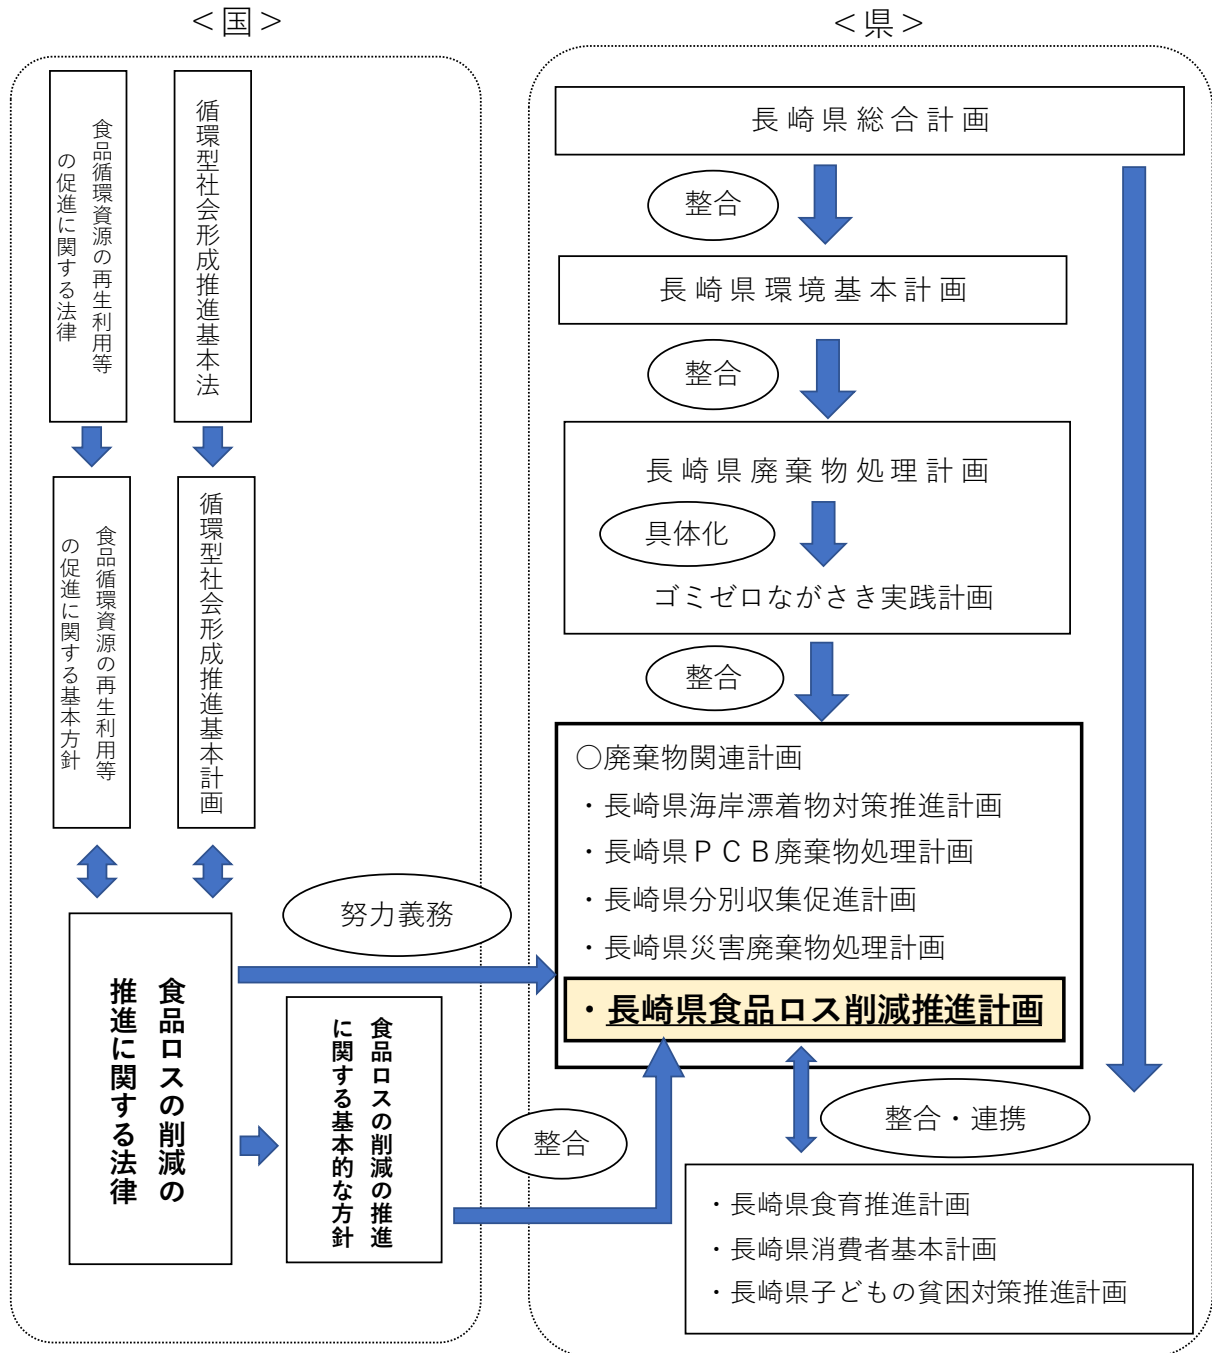 ＜国＞
食品循環資源の再生利用等
の促進に関する法律
循環型社会形成推進基本法
食品循環資源の再生利用等
の促進に関する基本方針
循環型社会形成推進基本計画
食品ロスの削減の
推進に関する法律
食品ロスの削減の推進
に関する基本的な方針
努力義務
整合
＜県＞
長崎県総合計画
整合
長崎県環境基本計画
整合
長崎県廃棄物処理計画
具体化
ゴミゼロながさき実践計画
整合
○廃棄物関連計画
・長崎県海岸漂着物対策推進計画
・長崎県ＰＣＢ廃棄物処理計画
・長崎県分別収集促進計画
・長崎県災害廃棄物処理計画
・長崎県食品ロス削減推進計画
整合・連携
・長崎県食育推進計画
・長崎県消費者基本計画
・長崎県子どもの貧困対策推進計画